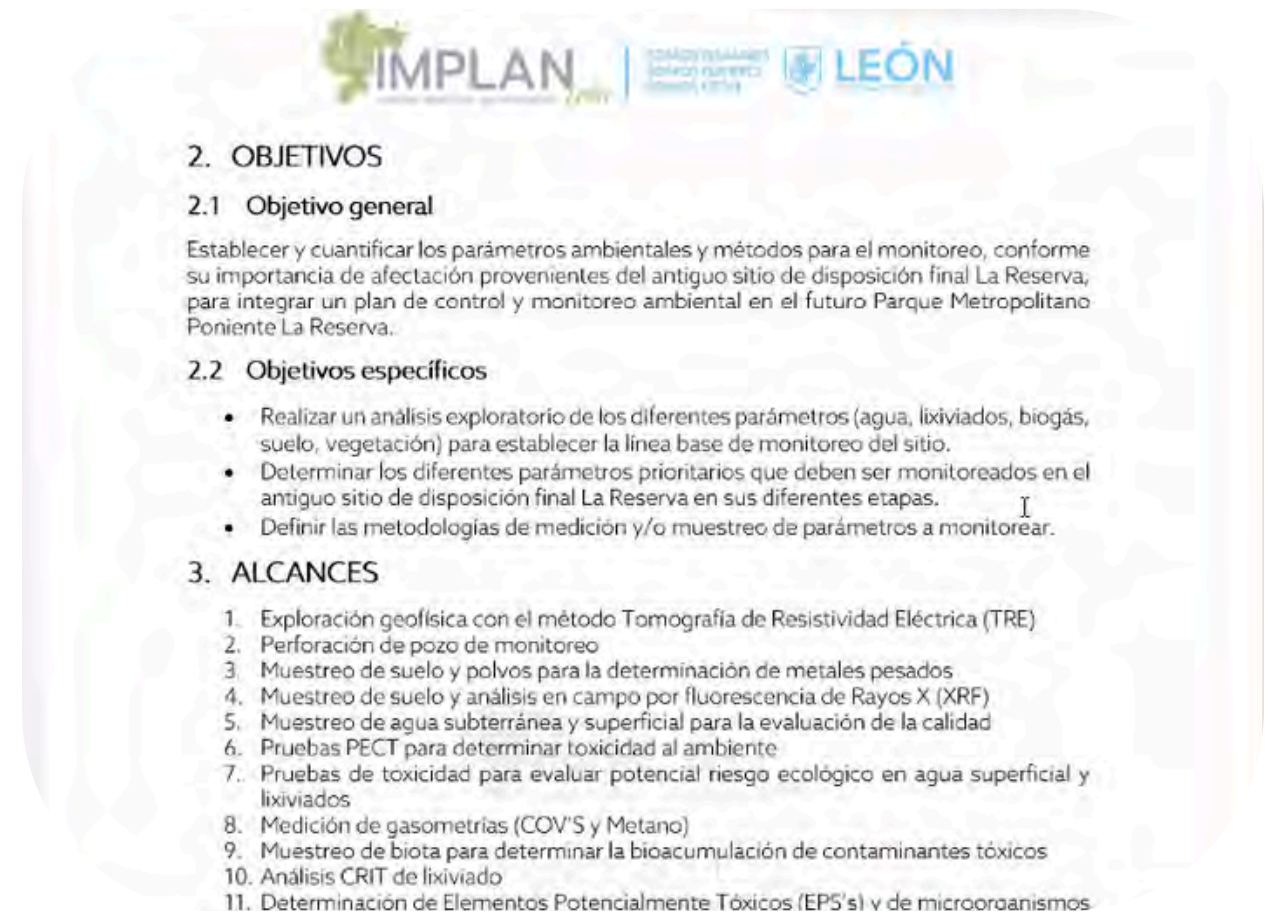 IMPLAN
LEÓN
2. OBJETIVOS
2.1 Objetivo general
Establecer y cuantificar los parámetros ambientales y métodos para el monitoreo, conforme
su importancia de afectación provenientes del antiguo sitio de disposición final La Reserva,
para integrar un plan de control y monitoreo ambiental en el futuro Parque Metropolitano
Poniente La Reserva.
2.2 Objetivos específicos
• Realizar un análisis exploratorio de los diferentes parámetros (agua, lixiviados, biogás,
suelo, vegetación) para establecer la línea base de monitoreo del sitio.
• Determinar los diferentes parámetros prioritarios que deben ser monitoreados en el
antiguo sitio de disposición final La Reserva en sus diferentes etapas.
• Definir las metodologías de medición y/o muestreo de parámetros a monitorear.
3. ALCANCES
1. Exploración geofísica con el método Tomografía de Resistividad Eléctrica (TRE)
2. Perforación de pozo de monitoreo
3. Muestreo de suelo y polvos para la determinación de metales pesados
4. Muestreo de suelo y análisis en campo por fluorescencia de Rayos X (XRF)
5. Muestreo de agua subterránea y superficial para la evaluación de la calidad
6. Pruebas PECT para determinar toxicidad al ambiente
7. Pruebas de toxicidad para evaluar potencial riesgo ecológico en agua superficial y
lixiviados
8. Medición de gasometrías (COV'S y Metano)
9. Muestreo de biota para determinar la bioacumulación de contaminantes tóxicos
10. Análisis CRIT de lixiviado
11. Determinación de Elementos Potencialmente Tóxicos (EPS's) y de microorganismos